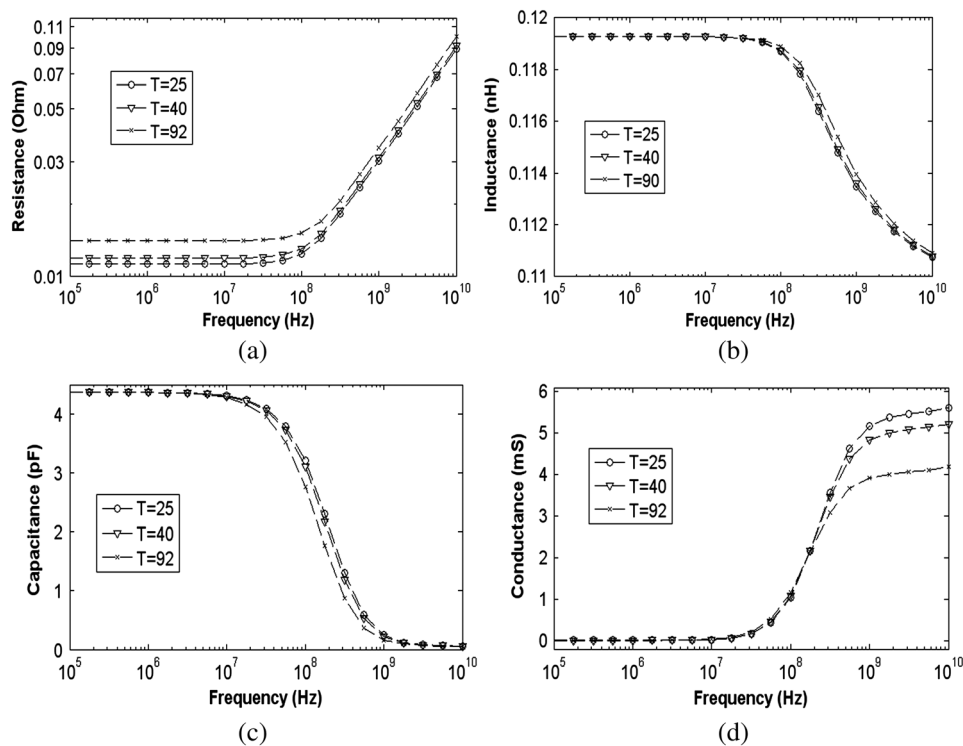 0.11
0.09
0.07
0.05
0.03
0.01
Resistance (Ohm)
T=25
T=40
T=92
10^5 10^6 10^7 10^8 10^9 10^10
Frequency (Hz)
(a)
0.12
0.118
0.116
0.114
0.112
0.11
Inductance (nH)
T=25
T=40
T=90
10^5 10^6 10^7 10^8 10^9 10^10
Frequency (Hz)
(b)
4
3
2
1
0
Capacitance (pF)
T=25
T=40
T=92
10^5 10^6 10^7 10^8 10^9 10^10
Frequency (Hz)
(c)
6
5
4
3
2
1
0
Conductance (mS)
T=25
T=40
T=92
10^5 10^6 10^7 10^8 10^9 10^10
Frequency (Hz)
(d)